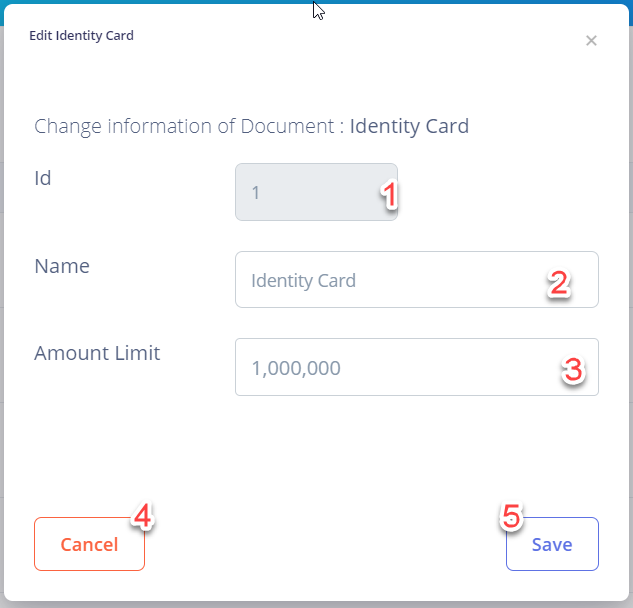 Edit Identity Card ×
Change information of Document : Identity Card
Id 1 1
Name Identity Card 2
Amount Limit 1,000,000 3
4 5
Cancel Save